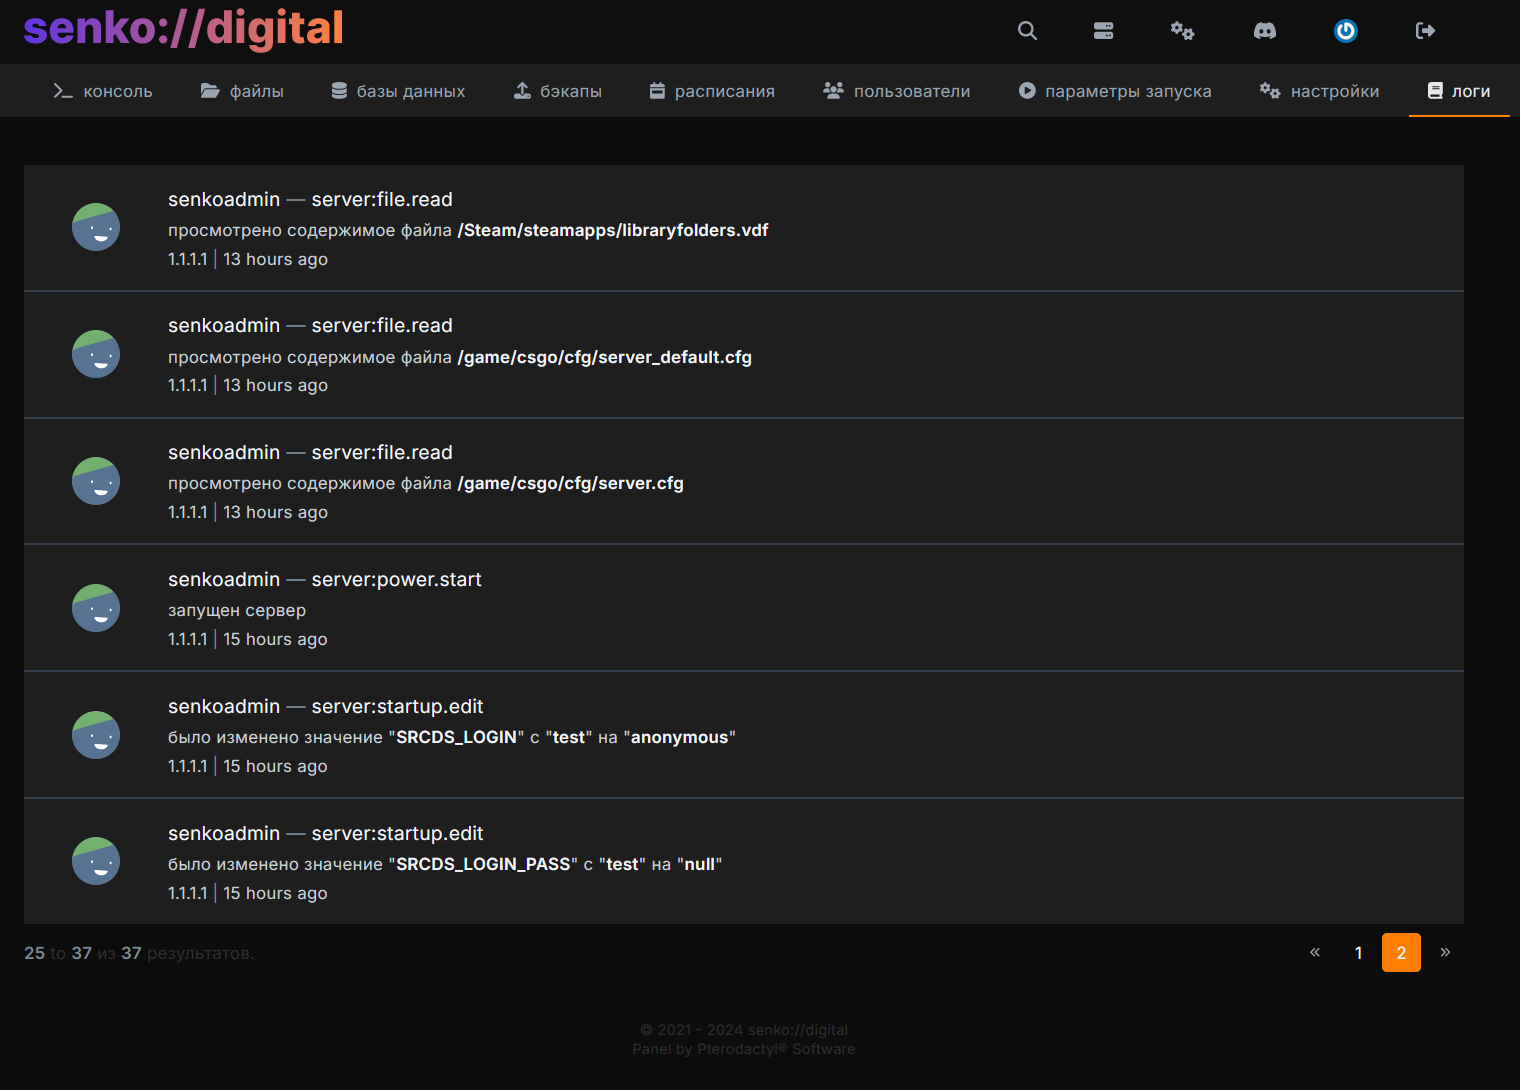 senko://digital
консоль файлы базы данных бэкапы расписания пользователи параметры запуска настройки логи
senkoadmin — server:file.read
просмотрено содержимое файла /Steam/steamapps/libraryfolders.vdf
1.1.1.1 | 13 hours ago
senkoadmin — server:file.read
просмотрено содержимое файла /game/csgo/cfg/server_default.cfg
1.1.1.1 | 13 hours ago
senkoadmin — server:file.read
просмотрено содержимое файла /game/csgo/cfg/server.cfg
1.1.1.1 | 13 hours ago
senkoadmin — server:power.start
запущен сервер
1.1.1.1 | 15 hours ago
senkoadmin — server:startup.edit
было изменено значение "SRCDS_LOGIN" с "test" на "anonymous"
1.1.1.1 | 15 hours ago
senkoadmin — server:startup.edit
было изменено значение "SRCDS_LOGIN_PASS" с "test" на "null"
1.1.1.1 | 15 hours ago
25 to 37 из 37 результатов. « 1 2 »
© 2021 - 2024 senko://digital
Panel by Pterodactyl® Software